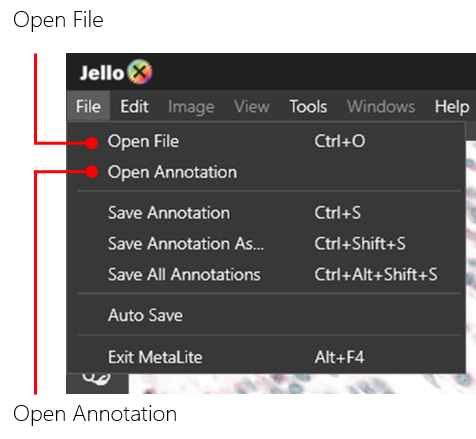 Open File
Jello
File Edit Image View Tools Windows Help
Open File Ctrl+O
Open Annotation
Save Annotation Ctrl+S
Save Annotation As... Ctrl+Shift+S
Save All Annotations Ctrl+Alt+Shift+S
Auto Save
Exit MetaLite Alt+F4
Open Annotation